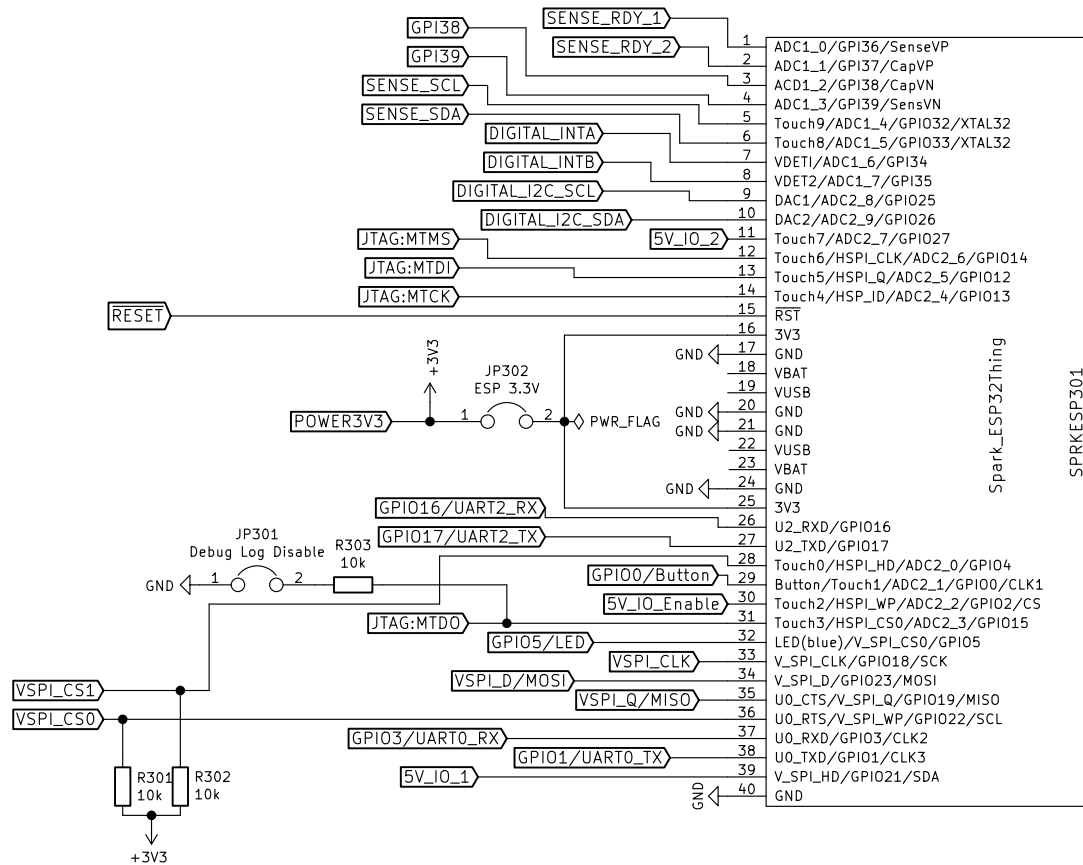 SENSE_RDY_1
SENSE_RDY_2
GPI38
GPI39
SENSE_SCL
SENSE_SDA
DIGITAL_INTA
DIGITAL_INTB
DIGITAL_I2C_SCL
DIGITAL_I2C_SDA
5V_IO_2
JTAG:MTMS
JTAG:MTDI
JTAG:MTCK
RESET
1 ADC1_0/GPI36/SenseVP
2 ADC1_1/GPI37/CapVP
3 ACD1_2/GPI38/CapVN
4 ADC1_3/GPI39/SensVN
5 Touch9/ADC1_4/GPIO32/XTAL32
6 Touch8/ADC1_5/GPIO33/XTAL32
7 VDETI/ADC1_6/GPI34
8 VDET2/ADC1_7/GPI35
9 DAC1/ADC2_8/GPIO25
10 DAC2/ADC2_9/GPIO26
11 Touch7/ADC2_7/GPIO27
12 Touch6/HSPI_CLK/ADC2_6/GPIO14
13 Touch5/HSPI_Q/ADC2_5/GPIO12
14 Touch4/HSP_ID/ADC2_4/GPIO13
15 RST
16 3V3
GND 17 GND
18 VBAT
19 VUSB
GND 20 GND
GND 21 GND
22 VUSB
23 VBAT
GND 24 GND
25 3V3
26 U2_RXD/GPIO16
27 U2_TXD/GPIO17
28 Touch0/HSPI_HD/ADC2_0/GPIO4
29 Button/Touch1/ADC2_1/GPIO0/CLK1
30 Touch2/HSPI_WP/ADC2_2/GPIO2/CS
31 Touch3/HSPI_CS0/ADC2_3/GPIO15
32 LED(blue)/V_SPI_CS0/GPIO5
33 V_SPI_CLK/GPIO18/SCK
34 V_SPI_D/GPIO23/MOSI
35 U0_CTS/V_SPI_Q/GPIO19/MISO
36 U0_RTS/V_SPI_WP/GPIO22/SCL
37 U0_RXD/GPIO3/CLK2
38 U0_TXD/GPIO1/CLK3
39 V_SPI_HD/GPIO21/SDA
GND 40 GND
Spark_ESP32Thing
SPRKESP301
+3V3
JP302
ESP 3.3V
POWER3V3
1 2
PWR_FLAG
GPIO16/UART2_RX
GPIO17/UART2_TX
JP301
Debug Log Disable
GND 1 2
R303
10k
GPIO0/Button
5V_IO_Enable
JTAG:MTDO
GPIO5/LED
VSPI_CLK
VSPI_D/MOSI
VSPI_Q/MISO
VSPI_CS1
VSPI_CS0
GPIO3/UART0_RX
GPIO1/UART0_TX
5V_IO_1
R301
10k
R302
10k
+3V3